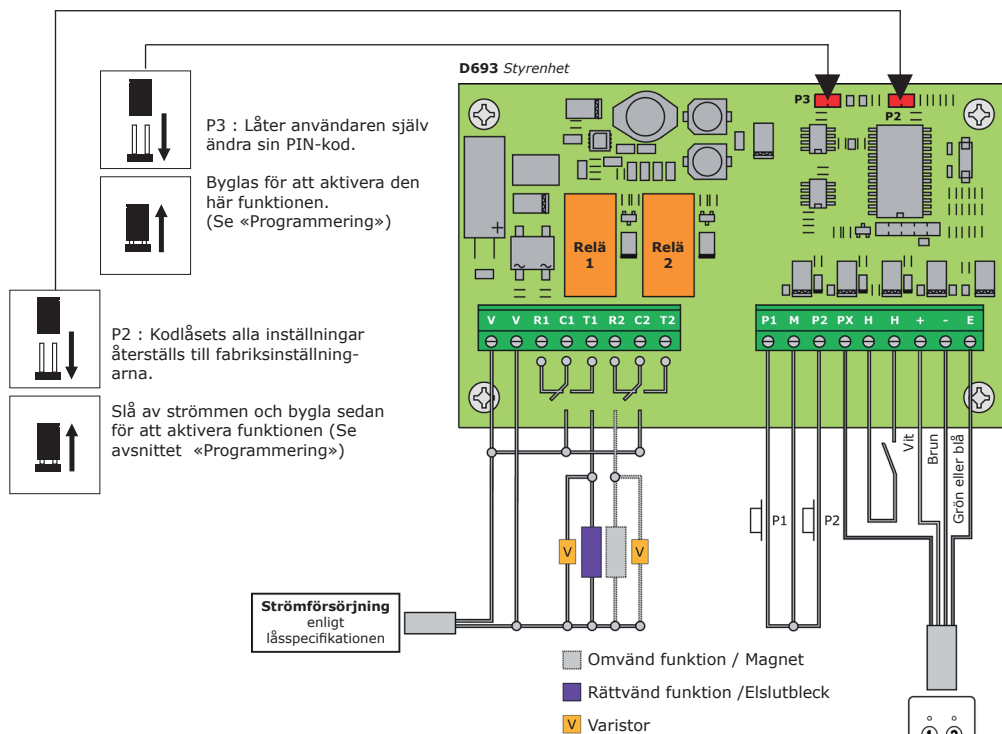 D693 Styrenhet
P3
P2
P3 : Låter användaren själv
ändra sin PIN-kod.
Byglas för att aktivera den
här funktionen.
(Se «Programmering»)
P2 : Kodlåsets alla inställningar
återställs till fabriksinställning-
arna.
Slå av strömmen och bygla sedan
för att aktivera funktionen (Se
avsnittet «Programmering»)
+
~ ~
Relä
1
Relä
2
V V R1 C1 T1 R2 C2 T2
P1 M P2 PX H H + - E
Vit
Brun
Grön eller blå
P1
P2
V
V
Strömförsörjning
enligt
låsspecifikationen
Omvänd funktion / Magnet
Rättvänd funktion /Elslutbleck
V Varistor
1 2